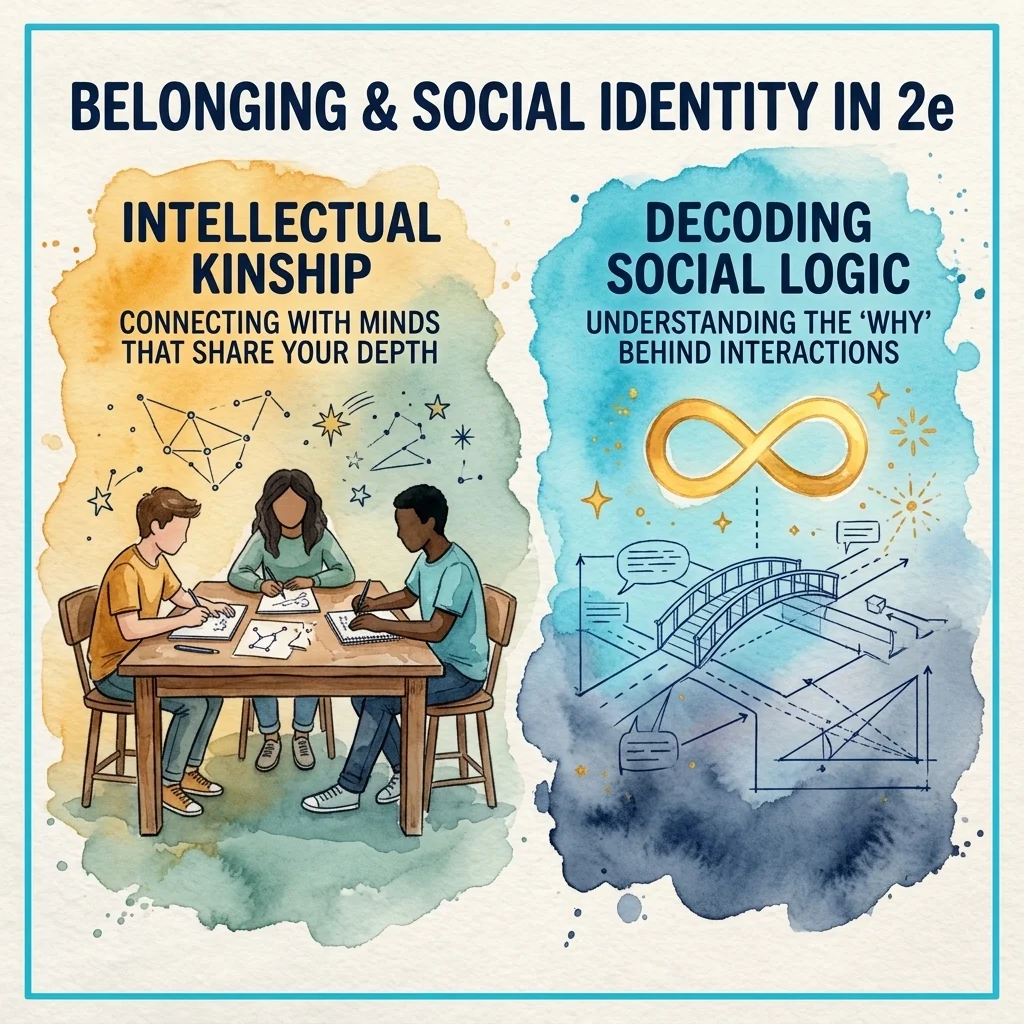 BELONGING & SOCIAL IDENTITY IN 2e
INTELLECTUAL
KINSHIP
CONNECTING WITH MINDS
THAT SHARE YOUR DEPTH
DECODING
SOCIAL LOGIC
UNDERSTANDING THE ‘WHY’
BEHIND INTERACTIONS